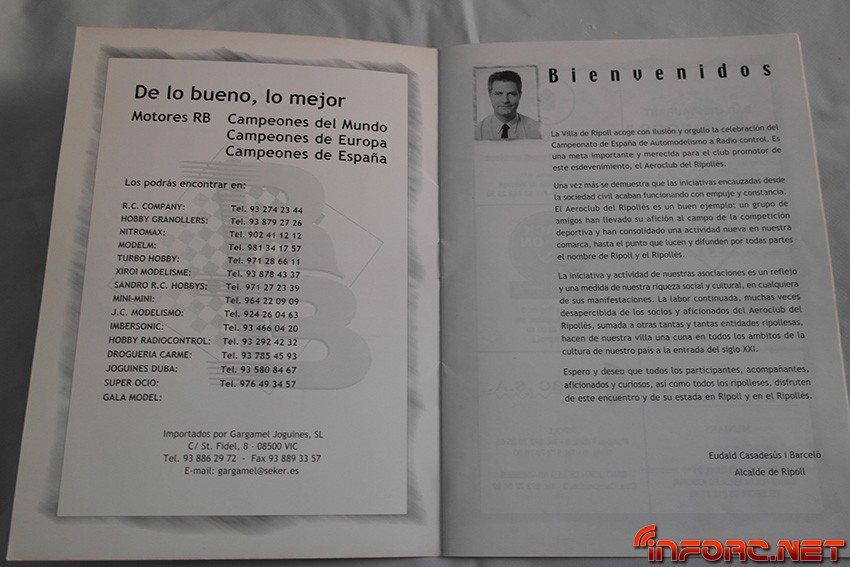 De lo bueno, lo mejor
Motores RB Campeones del Mundo
Campeones de Europa
Campeones de España
Los podrás encontrar en:
R.C. COMPANY: Tel. 93 274 23 44
HOBBY GRANOLLERS: Tel. 93 879 27 26
NITROMAX: Tel. 902 41 12 12
MODELM: Tel. 981 34 17 57
TURBO HOBBY: Tel. 971 28 66 11
XIROI MODELISME: Tel. 93 878 43 37
SANDRO R.C. HOBBYS: Tel. 971 27 23 39
MINI-MINI: Tel. 964 22 09 09
J.C. MODELISMO: Tel. 924 26 04 63
IMBERSONIC: Tel. 93 466 04 20
HOBBY RADIOCONTROL: Tel. 93 292 42 32
DROGUERIA CARME: Tel. 93 785 45 93
JOGUINES DUBA: Tel. 93 580 84 67
SUPER OCIO: Tel. 976 49 34 57
GALA MODEL:
Importados por Gargamel Joguines, SL
C/ St. Fidel, 8 - 08500 VIC
Tel. 93 886 29 72 - Fax 93 889 33 57
E-mail: gargamel@seker.es
Bienvenidos
La Villa de Ripoll acoge con ilusión y orgullo la celebración del
Campeonato de España de Automodelismo a Radio control. Es
una meta importante y merecida para el club promotor de
este esdevenimiento, el Aeroclub del Ripollès.
Una vez más se demuestra que las iniciativas encauzadas desde
la sociedad civil acaban funcionando con empuje y constancia.
El Aeroclub del Ripollès es un buen ejemplo; un grupo de
amigos han llevado su afición al campo de la competición
deportiva y han consolidado una actividad nueva en nuestra
comarca, hasta el punto que lucen y difunden por todas partes
el nombre de Ripoll y el Ripollès.
La iniciativa y actividad de nuestras asociaciones es un reflejo
y una medida de nuestra riqueza social y cultural, en cualquiera
de sus manifestaciones. La labor continuada, muchas veces
desapercibida de los socios y aficionados del Aeroclub del
Ripollès, sumada a otras tantas y tantas entidades ripollesas,
hacen de nuestra villa una cuna en todos los ámbitos de la
cultura de nuestro país a la entrada del siglo XXI.
Espero y deseo que todos los participantes, acompañantes,
aficionados y curiosos, así como todos los ripolleses, disfruten
de este encuentro y de su estada en Ripoll y en el Ripollès.
Eudald Casadesús i Barceló
Alcalde de Ripoll
INFORC.NET